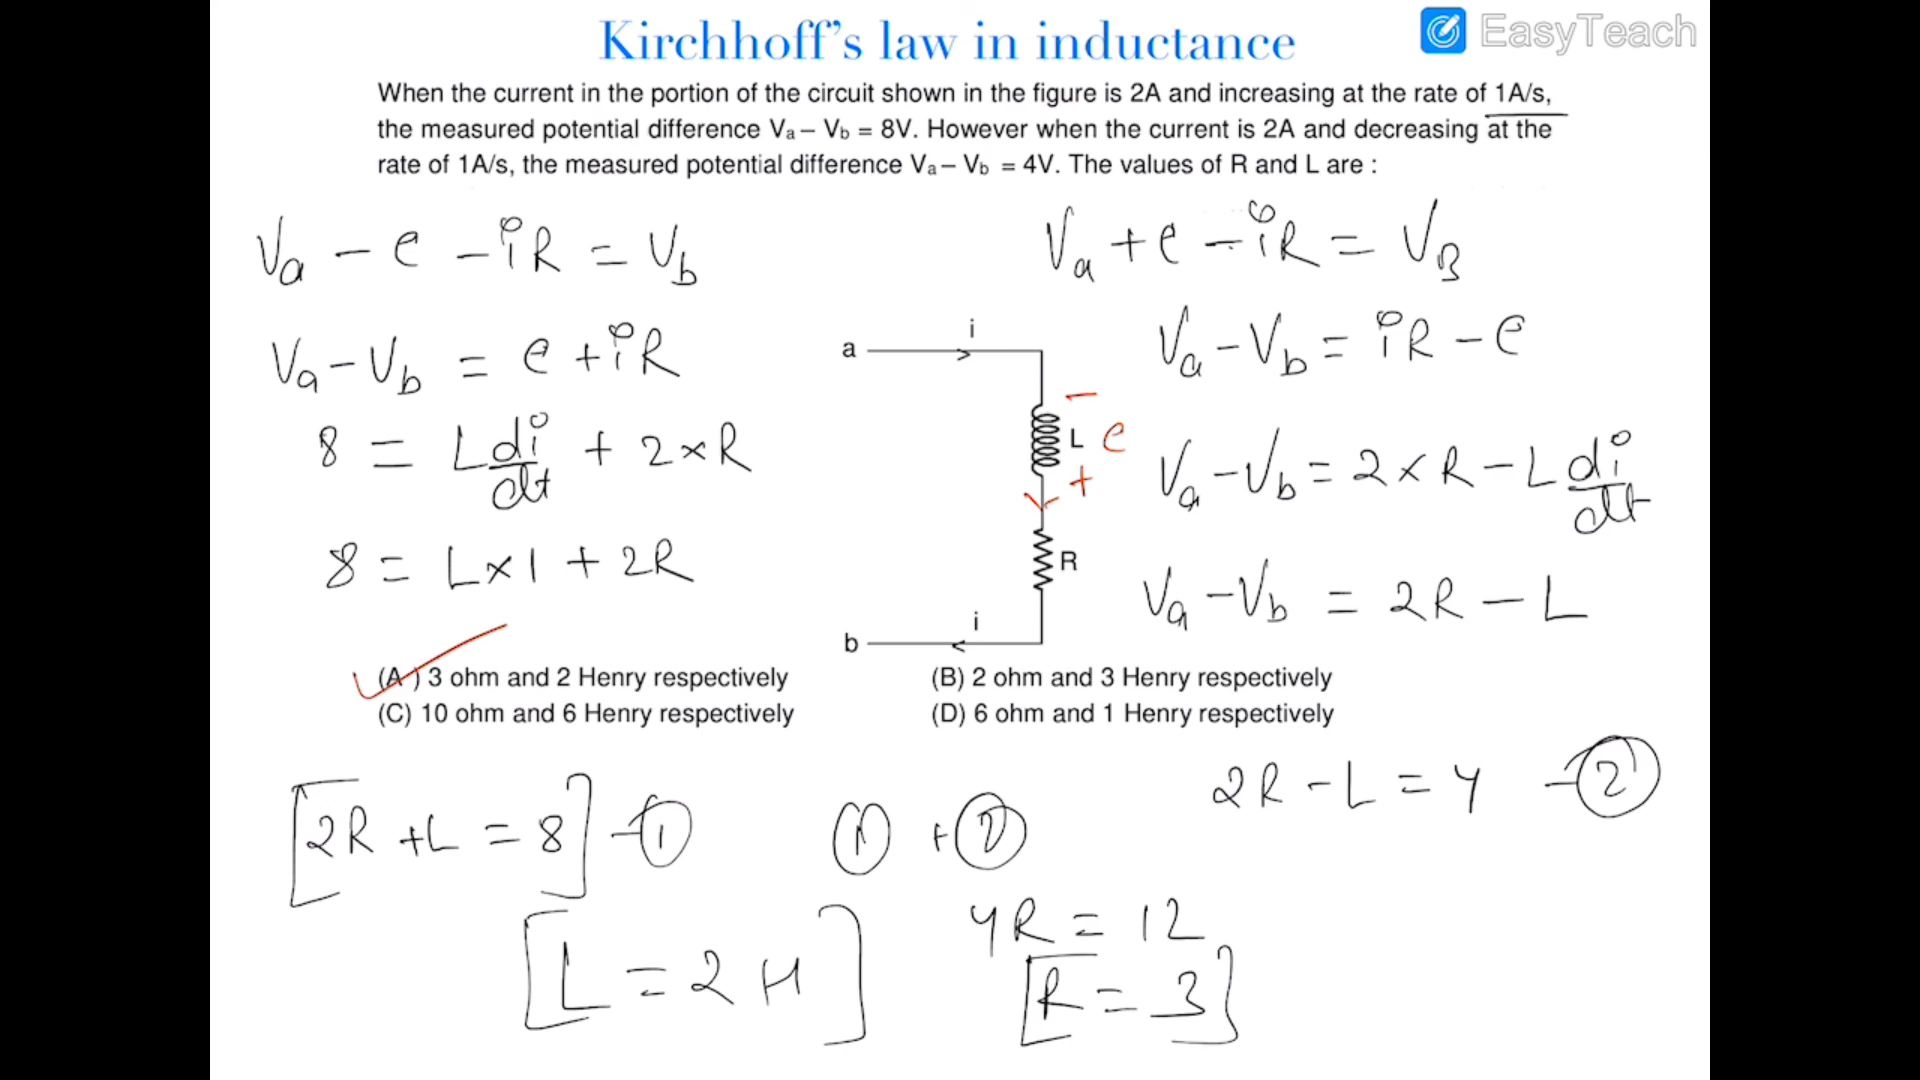 Kirchhoff's law in inductance
EasyTeach
When the current in the portion of the circuit shown in the figure is 2A and increasing at the rate of 1A/s,
the measured potential difference Va – Vb = 8V. However when the current is 2A and decreasing at the
rate of 1A/s, the measured potential difference Va – Vb = 4V. The values of R and L are :
Va - e - iR = Vb
Va + e - iR = VB
Va - Vb = e + iR
Va - Vb = iR - e
a
i
8 = L di/dt + 2 × R
- L e +
Va - Vb = 2 × R - L di/dt
8 = L × 1 + 2R
R
Va - Vb = 2R - L
b
i
(A ) 3 ohm and 2 Henry respectively
(B) 2 ohm and 3 Henry respectively
(C) 10 ohm and 6 Henry respectively
(D) 6 ohm and 1 Henry respectively
2R - L = 4 - 2
[2R + L = 8] - 1
1 + 2
4R = 12
[L = 2 H]
[R = 3]